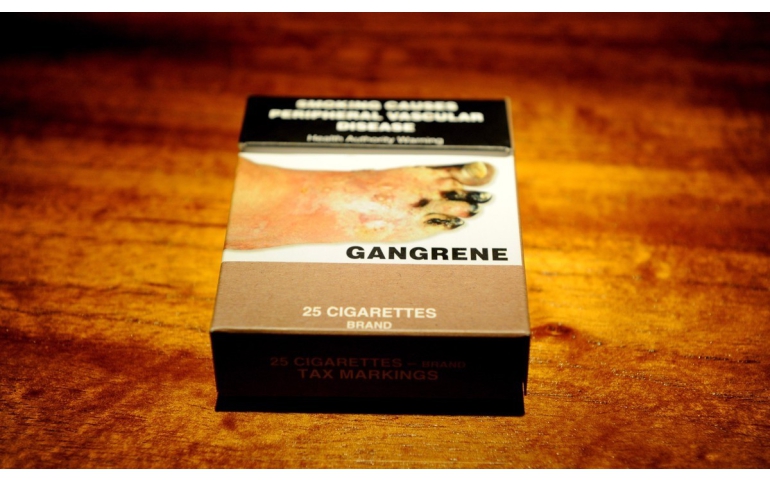 SMOKING CAUSES
PERIPHERAL VASCULAR
DISEASE
Health Authority Warning
GANGRENE
25 CIGARETTES
BRAND
25 CIGARETTES – BRAND
TAX MARKINGS